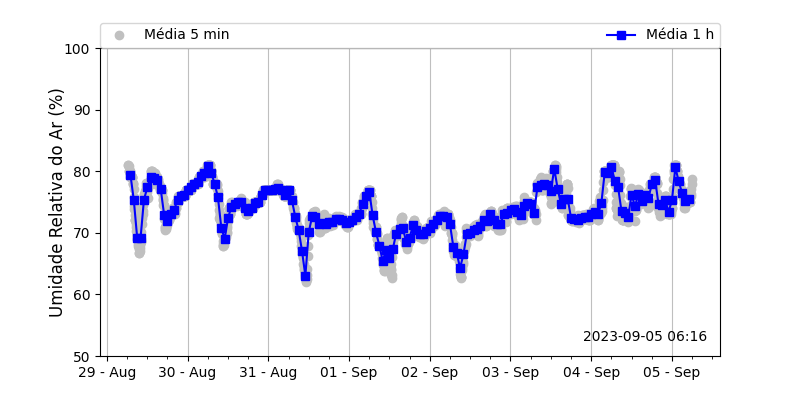 Média 5 min
Média 1 h
Umidade Relativa do Ar (%)
100
90
80
70
60
50
2023-09-05 06:16
29 - Aug
30 - Aug
31 - Aug
01 - Sep
02 - Sep
03 - Sep
04 - Sep
05 - Sep